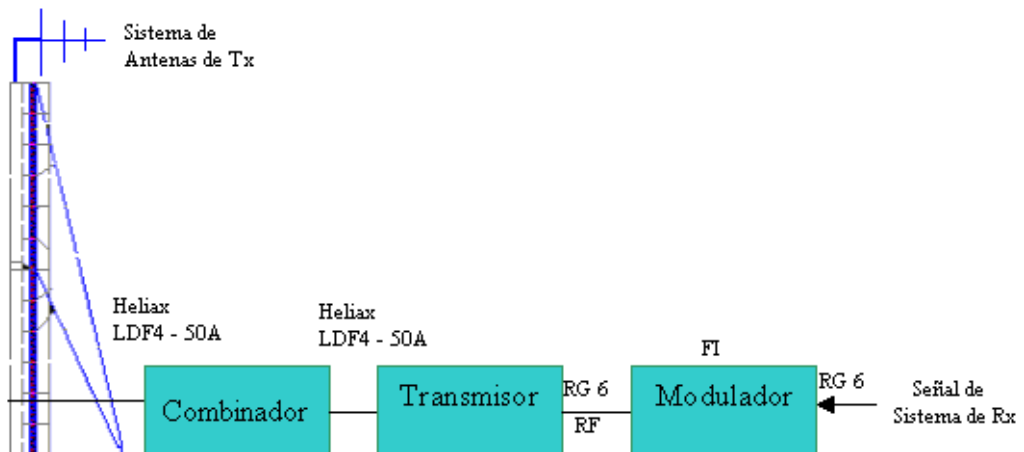 Sistema de
Antenas de Tx
Heliax
LDF4 - 50A
Heliax
LDF4 - 50A
FI
Combinador
Transmisor
RG 6
RF
Modulador
RG 6
Señal de
Sistema de Rx